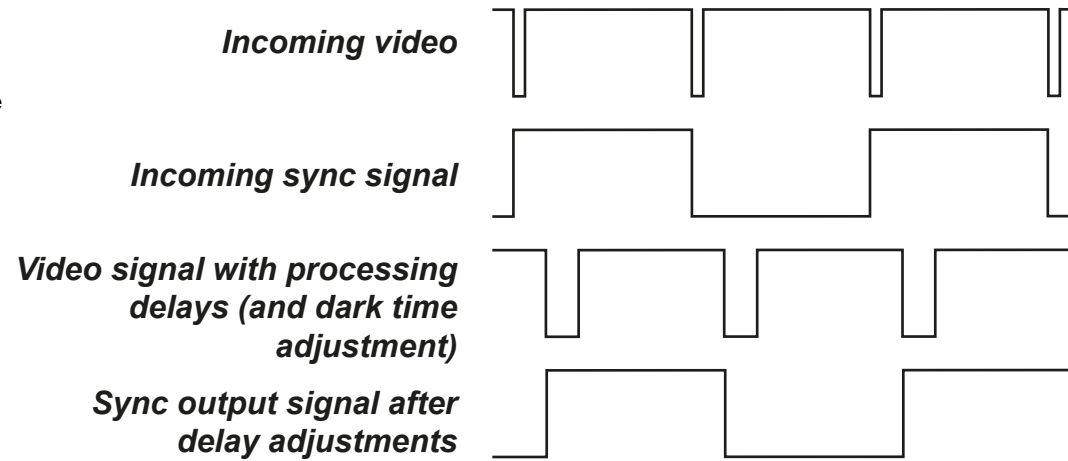 Incoming video
e
Incoming sync signal
Video signal with processing
delays (and dark time
adjustment)
Sync output signal after
delay adjustments